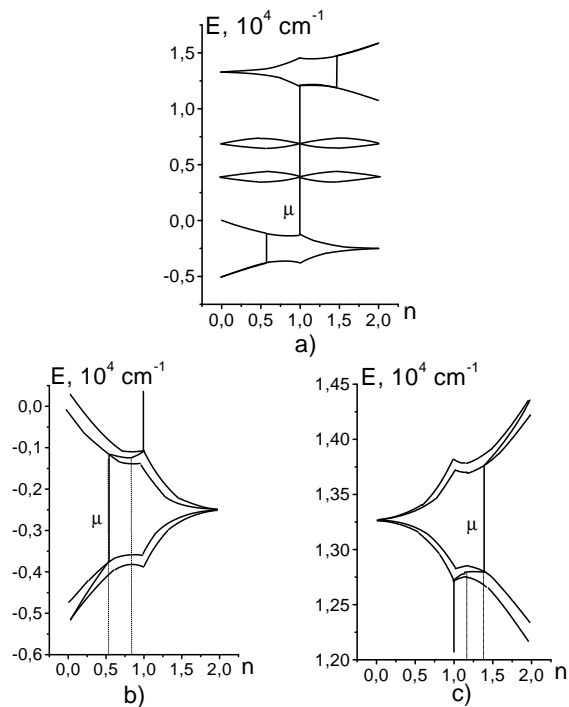 E, 10⁴ cm⁻¹
1,5
1,0
0,5
μ
0,0
-0,5
0,0 0,5 1,0 1,5 2,0 n
a)
E, 10⁴ cm⁻¹
0,0
-0,1
-0,2
-0,3
μ
-0,4
-0,5
-0,6
0,0 0,5 1,0 1,5 2,0 n
b)
E, 10⁴ cm⁻¹
1,45
1,40
1,35
μ
1,30
1,25
1,20
0,0 0,5 1,0 1,5 2,0 n
c)